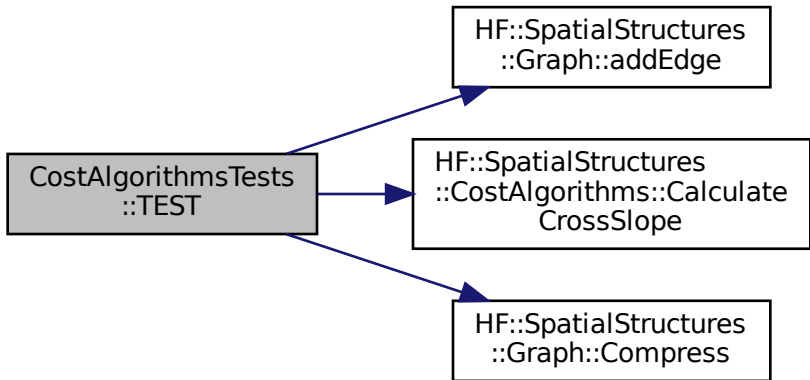 HF::SpatialStructures
::Graph::addEdge
CostAlgorithmsTests
::TEST
HF::SpatialStructures
::CostAlgorithms::Calculate
CrossSlope
HF::SpatialStructures
::Graph::Compress